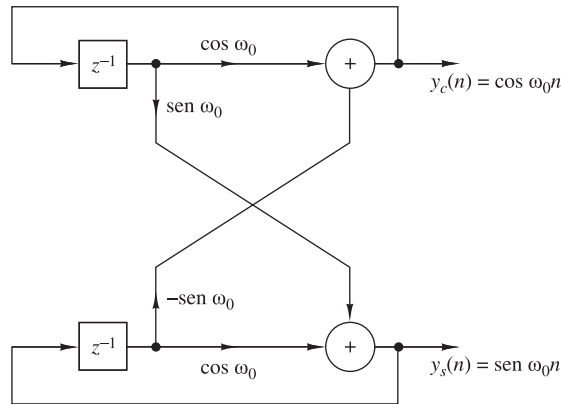 cos ω₀
z⁻¹
+
y_c(n) = cos ω₀n
sen ω₀
−sen ω₀
z⁻¹
+
cos ω₀
y_s(n) = sen ω₀n